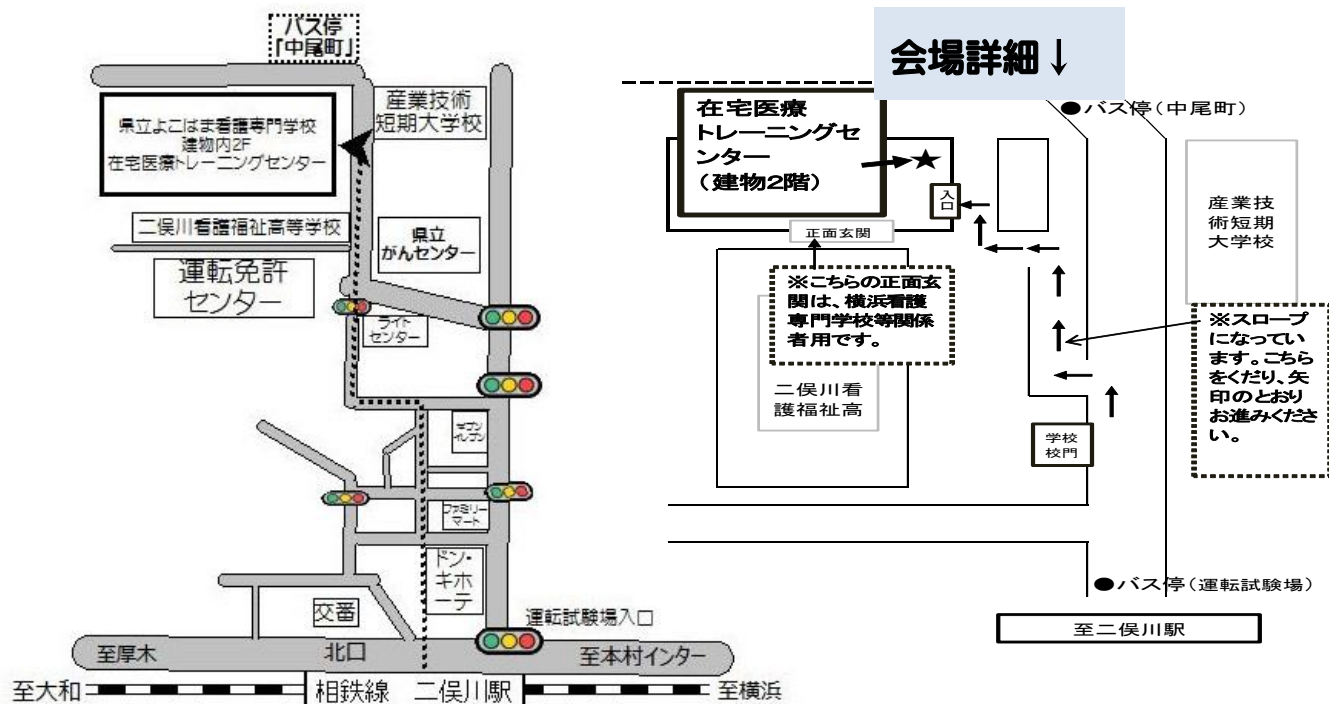 バス停
「中尾町」
産業技術
短期大学校
県立よこはま看護専門学校
建物内2F
在宅医療トレーニングセンター
二俣川看護福祉高等学校
県立
がんセンター
運転免許
センター
ライト
センター
セブン
イレブン
ファミリー
マート
ドン・
キホ
ーテ
交番
運転試験場入口
至厚木
北口
至本村インター
至大和
相鉄線 二俣川駅
至横浜
会場詳細↓
在宅医療
トレーニングセ
ンター
(建物2階)
●バス停(中尾町)
入口
正面玄関
産業技
術短期
大学校
※こちらの正面玄
関は、横浜看護
専門学校等関係
者用です。
※スロープ
になってい
ます。こちら
をくだり、矢
印のとおり
お進みくださ
い。
二俣川看
護福祉高
学校
校門
●バス停(運転試験場)
至二俣川駅